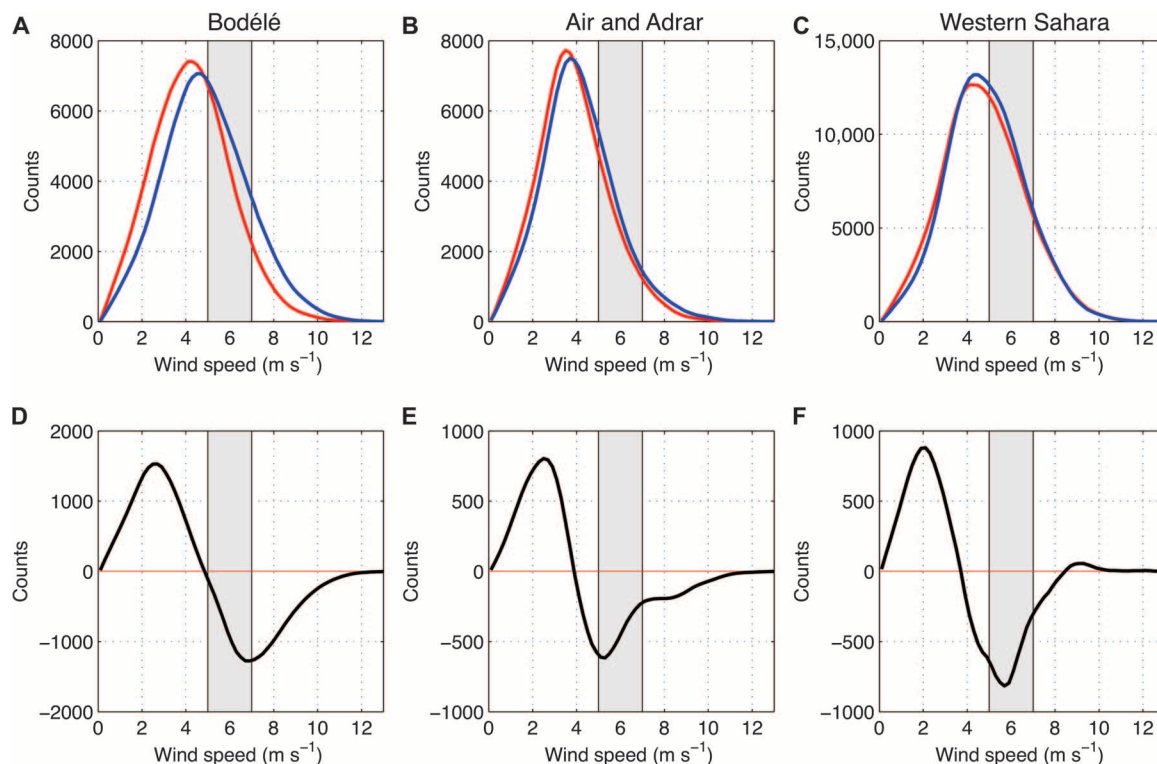 A Bodélé
B Air and Adrar
C Western Sahara
8000
6000
4000
2000
0
Counts
0 2 4 6 8 10 12
Wind speed (m s⁻¹)
8000
6000
4000
2000
0
Counts
0 2 4 6 8 10 12
Wind speed (m s⁻¹)
15,000
10,000
5000
0
Counts
0 2 4 6 8 10 12
Wind speed (m s⁻¹)
D
2000
1000
0
−1000
−2000
Counts
0 2 4 6 8 10 12
Wind speed (m s⁻¹)
E
1000
500
0
−500
−1000
Counts
0 2 4 6 8 10 12
Wind speed (m s⁻¹)
F
1000
500
0
−500
−1000
Counts
0 2 4 6 8 10 12
Wind speed (m s⁻¹)